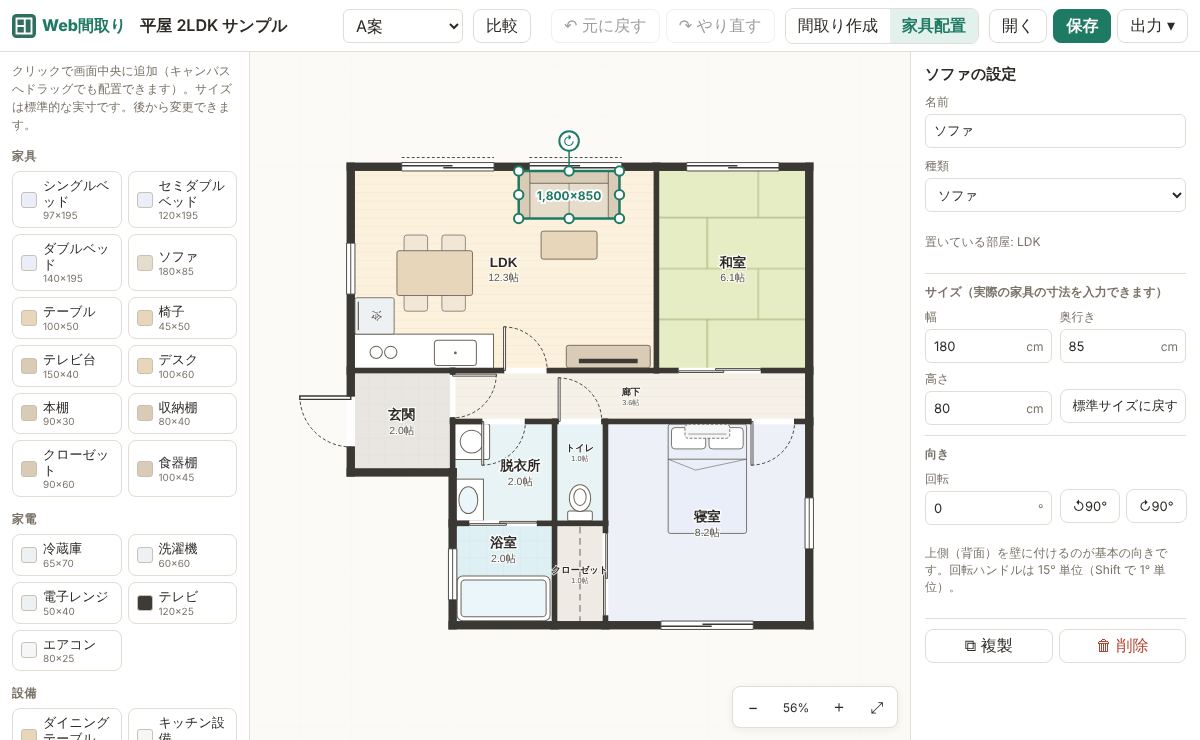 Web間取り 平屋 2LDK サンプル A案 比較 ↶ 元に戻す ↷ やり直す 間取り作成 家具配置 開く 保存 出力 ▾
クリックで画面中央に追加（キャンバス
へドラッグでも配置できます）。サイズ
は標準的な実寸です。後から変更できま
す。
家具
シングルベ
ッド
97×195
セミダブル
ベッド
120×195
ダブルベッ
ド
140×195
ソファ
180×85
テーブル
100×50
椅子
45×50
テレビ台
150×40
デスク
100×60
本棚
90×30
収納棚
80×40
クローゼッ
ト
90×60
食器棚
100×45
家電
冷蔵庫
65×70
洗濯機
60×60
電子レンジ
50×40
テレビ
120×25
エアコン
80×25
設備
ダイニング
テーブル
キッチン設
備
1,800×850
LDK
12.3帖
和室
6.1帖
冷
廊下
3.6帖
玄関
2.0帖
脱衣所
2.0帖
トイレ
1.0帖
寝室
8.2帖
浴室
2.0帖
クローゼット
1.0帖
− 56% +
ソファの設定
名前
ソファ
種類
ソファ
置いている部屋: LDK
サイズ（実際の家具の寸法を入力できます）
幅 奥行き
180 cm 85 cm
高さ
80 cm 標準サイズに戻す
向き
回転
0 ° ↺90° ↻90°
上側（背面）を壁に付けるのが基本の向きで
す。回転ハンドルは 15° 単位（Shift で 1° 単
位）。
複製 削除